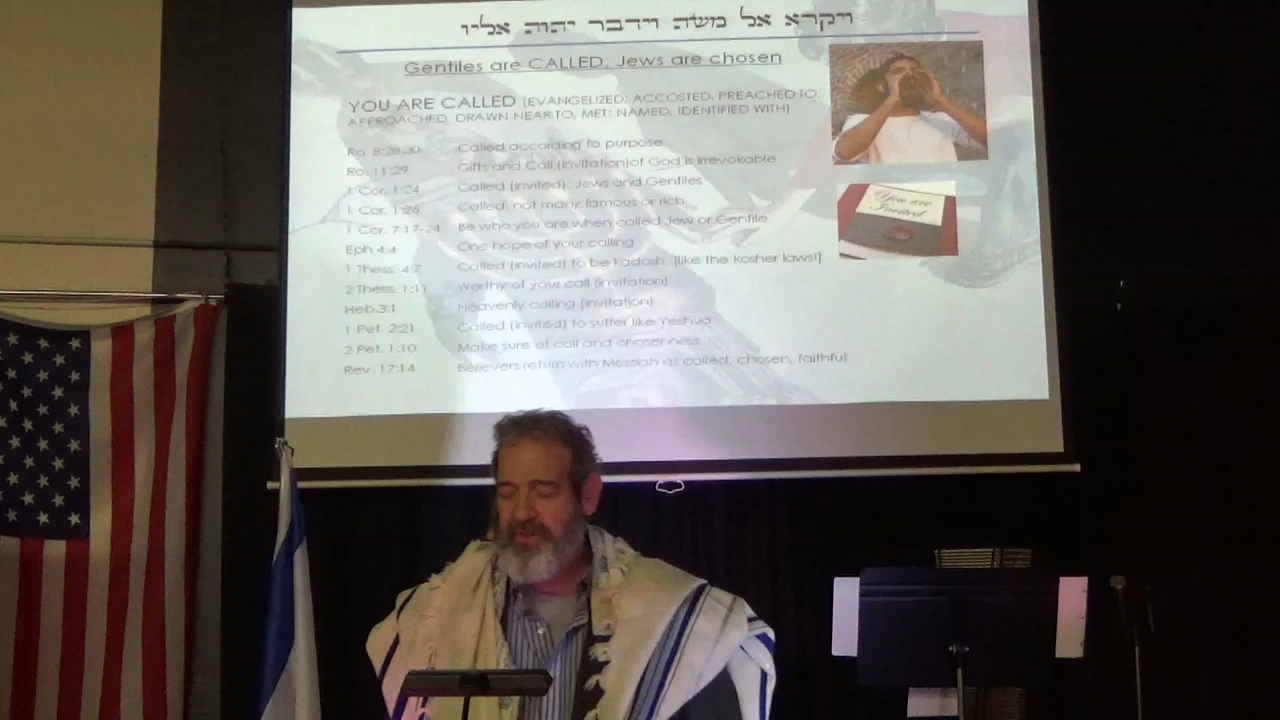 ויקרא אל משה וידבר יהוה אליו
Gentiles are CALLED; Jews are chosen
YOU ARE CALLED (EVANGELIZED; ACCOSTED, PREACHED TO,
APPROACHED, DRAWN NEAR TO, MET; NAMED, IDENTIFIED WITH)
Ro. 8:28-30 Called according to purpose
Ro. 11:29 Gifts and Call (invitation)of God is irrevokable
1 Cor. 1:24 Called (invited): Jews and Gentiles
1 Cor. 1:26 Called: not many famous or rich
1 Cor. 7:17-24 Be who you are when called Jew or Gentile
Eph 4:4 One hope of your calling
1 Thess. 4:7 Called (invited) to be kadosh [like the kosher laws!]
2 Thess. 1:11 Worthy of your call (invitation)
Heb.3:1 Heavenly calling (invitation)
1 Pet. 2:21 Called (invited) to suffer like Yeshua
2 Pet. 1:10 Make sure of call and chosenness
Rev. 17:14 Believers return with Messiah as called, chosen, faithful
You are
Invited